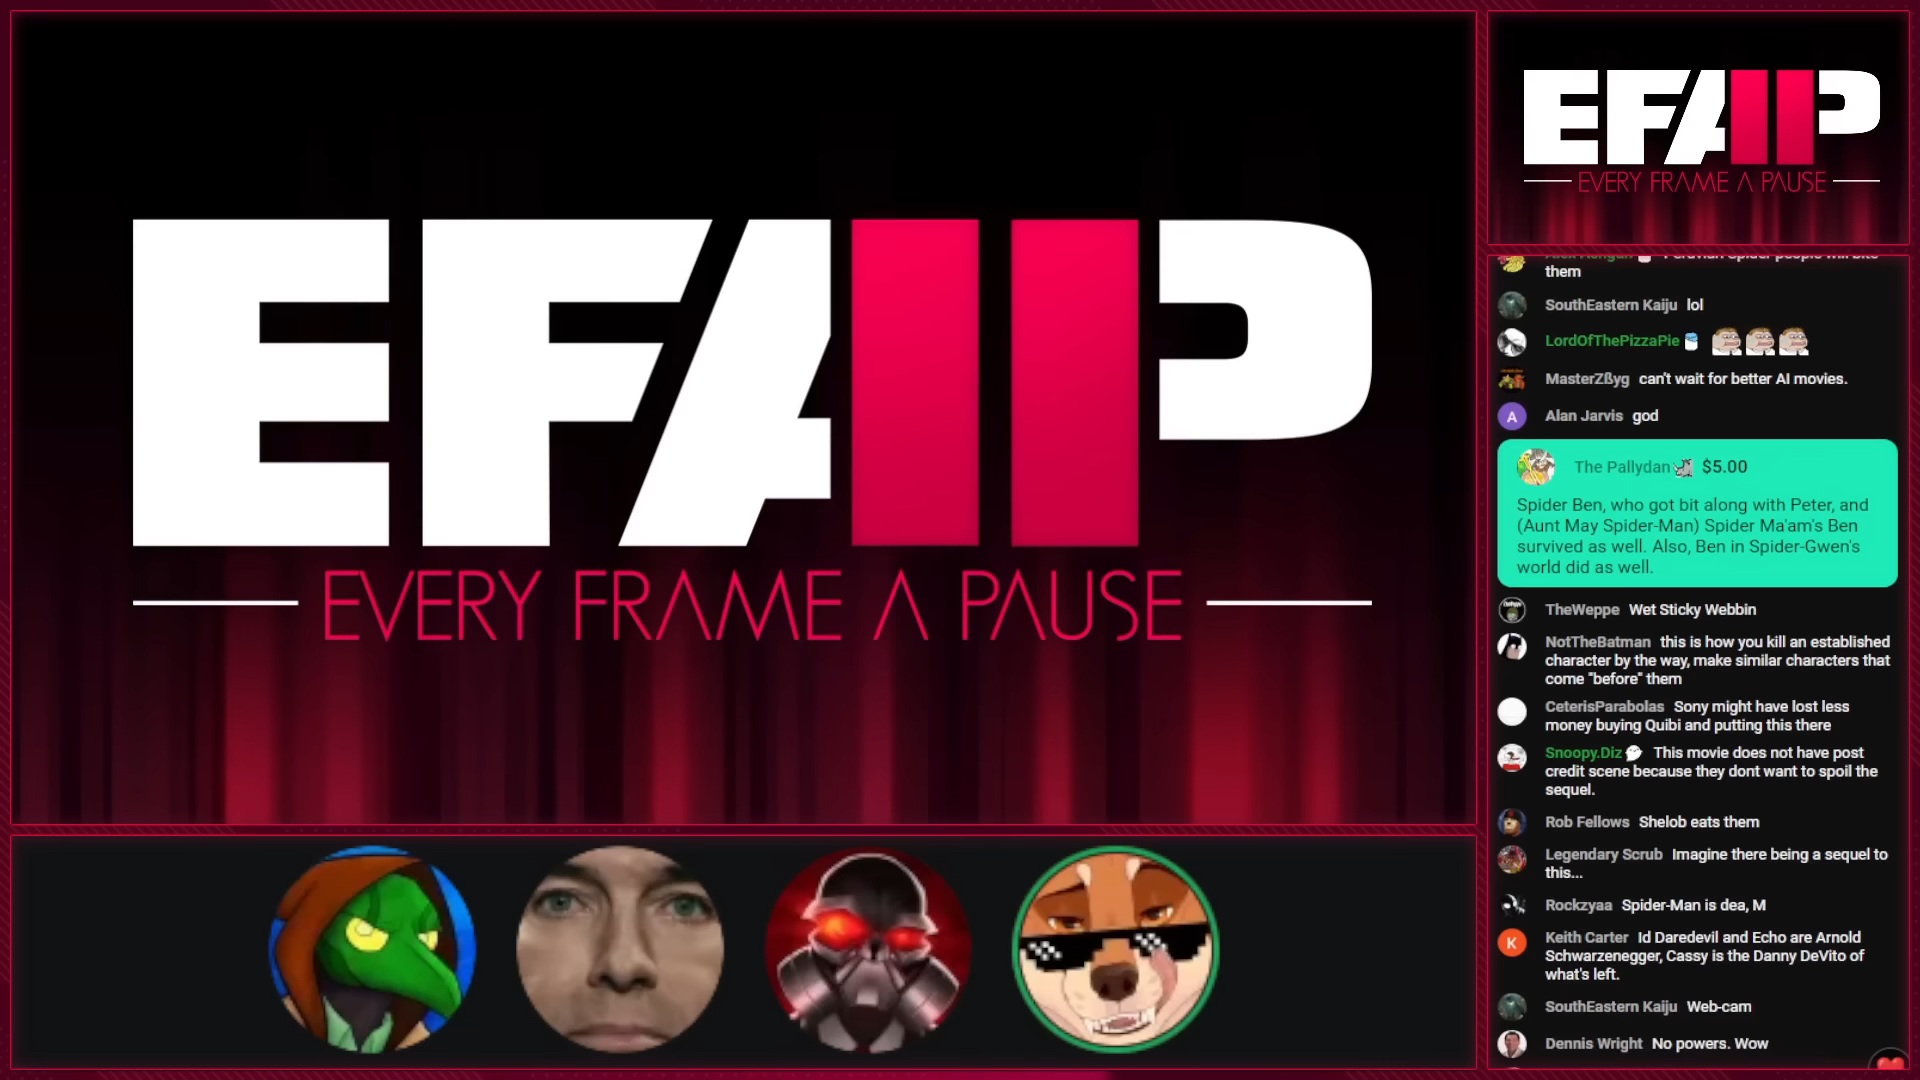 EFAP
EVERY FRAME A PAUSE
EFAP
EVERY FRAME A PAUSE
them
SouthEastern Kaiju lol
LordOfThePizzaPie
MasterZßyg can't wait for better AI movies.
A
Alan Jarvis god
The Pallydan $5.00
Spider Ben, who got bit along with Peter, and
(Aunt May Spider-Man) Spider Ma'am's Ben
survived as well. Also, Ben in Spider-Gwen's
world did as well.
TheWeppe Wet Sticky Webbin
NotTheBatman this is how you kill an established
character by the way, make similar characters that
come "before" them
CeterisParabolas Sony might have lost less
money buying Quibi and putting this there
Snoopy.Diz This movie does not have post
credit scene because they dont want to spoil the
sequel.
Rob Fellows Shelob eats them
Legendary Scrub Imagine there being a sequel to
this...
Rockzyaa Spider-Man is dea, M
K
Keith Carter Id Daredevil and Echo are Arnold
Schwarzenegger, Cassy is the Danny DeVito of
what's left.
SouthEastern Kaiju Web-cam
Dennis Wright No powers. Wow